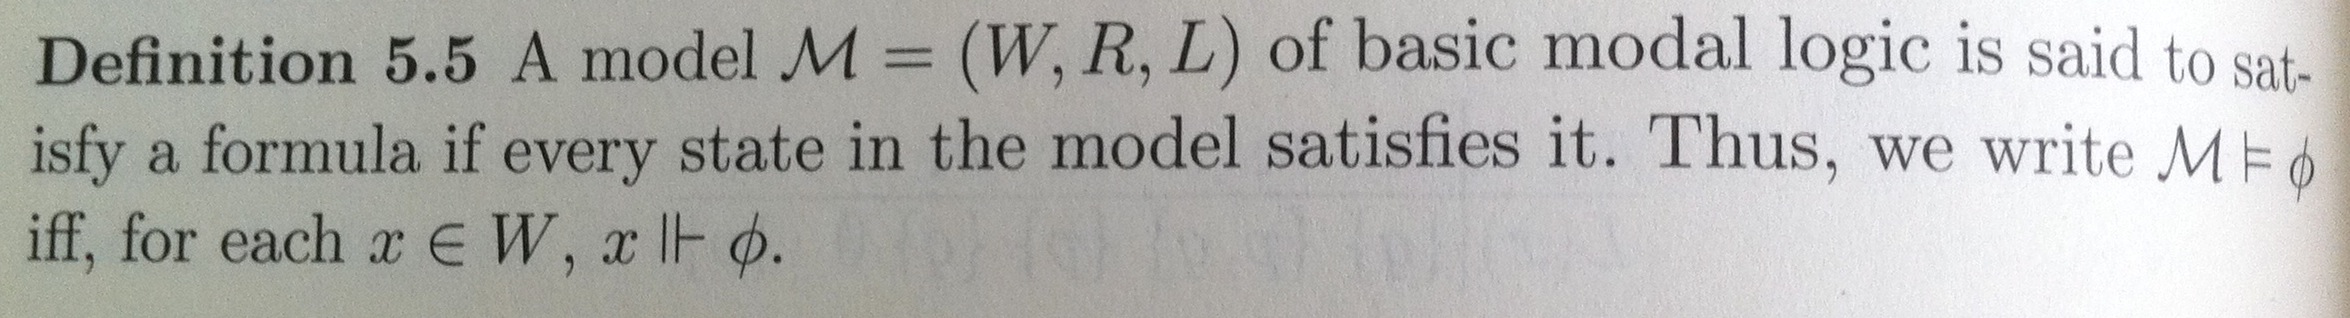 Definition 5.5 A model ℳ = (W, R, L) of basic modal logic is said to sat-
isfy a formula if every state in the model satisfies it. Thus, we write ℳ ⊨ ϕ
iff, for each x ∈ W, x ⊩ ϕ.